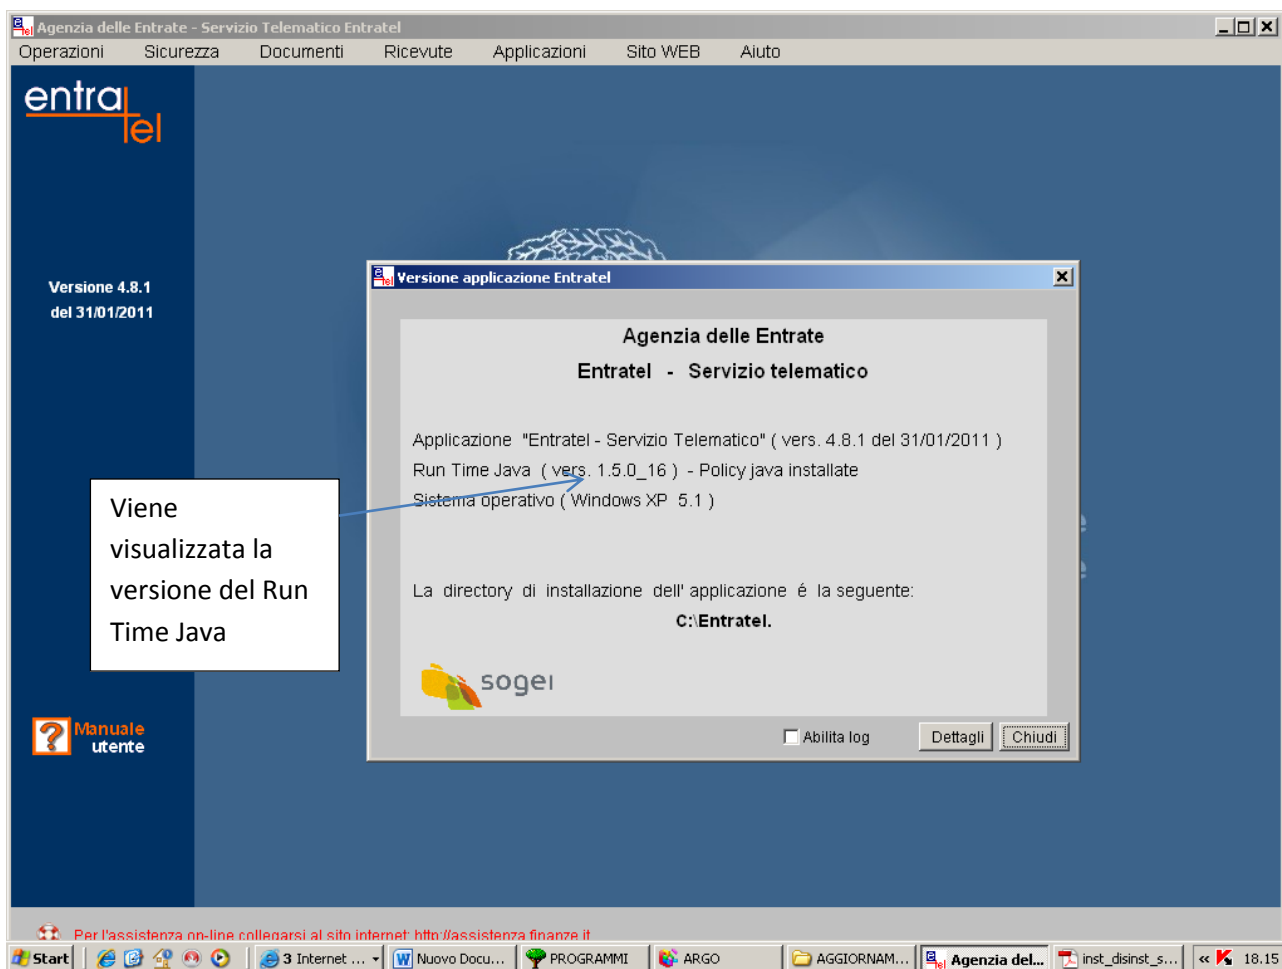 Agenzia delle Entrate - Servizio Telematico Entratel
Operazioni Sicurezza Documenti Ricevute Applicazioni Sito WEB Aiuto
entratel
Versione 4.8.1
del 31/01/2011
Versione applicazione Entratel
Agenzia delle Entrate
Entratel - Servizio telematico
Applicazione "Entratel - Servizio Telematico" ( vers. 4.8.1 del 31/01/2011 )
Run Time Java ( vers. 1.5.0_16 ) - Policy java installate
Sistema operativo ( Windows XP 5.1 )
La directory di installazione dell' applicazione é la seguente:
C:\Entratel.
sogei
Abilita log Dettagli Chiudi
Viene
visualizzata la
versione del Run
Time Java
Manuale
utente
Per l'assistenza on-line collegarsi al sito internet: http://assistenza.finanze.it
Start 3 Internet ... Nuovo Docu... PROGRAMMI ARGO AGGIORNAM... Agenzia del... inst_disinst_s... « 18.15